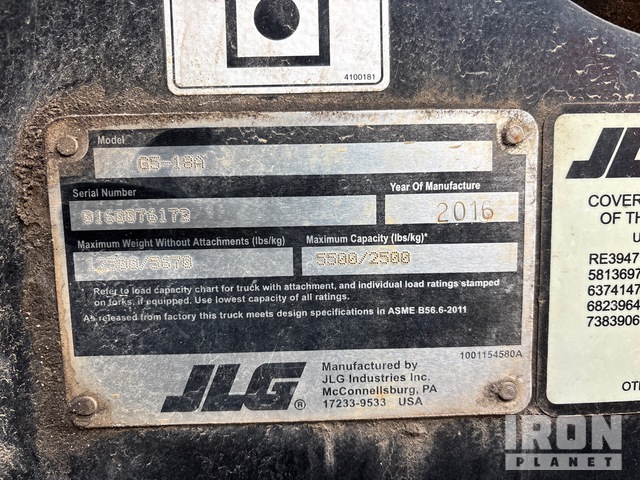 4100181
Model
G5-18A
Serial Number
Year Of Manufacture
0160076172
2016
Maximum Weight Without Attachments (lbs/kg)
Maximum Capacity (lbs/kg)*
12500/5670
5500/2500
Refer to load capacity chart for truck with attachment, and individual load ratings stamped
on forks, if equipped. Use lowest capacity of all ratings.
As released from factory this truck meets design specifications in ASME B56.6-2011
1001154580A
JLG®
Manufactured by
JLG Industries Inc.
McConnellsburg, PA
17233-9533 USA
COVER
OF TH
U
RE3947
5813697
6374147
6823964
7383906
OT
IRON
PLANET